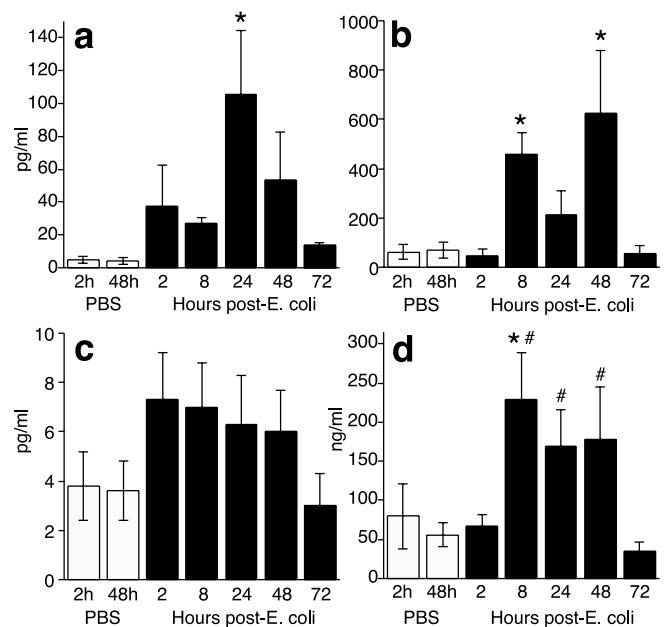 a
*
140
120
100
80
60
40
20
0
pg/ml
2h 48h 2 8 24 48 72
PBS Hours post-E. coli
b
*
*
1000
800
600
400
200
0
2h 48h 2 8 24 48 72
PBS Hours post-E. coli
c
8
6
4
2
0
pg/ml
2h 48h 2 8 24 48 72
PBS Hours post-E. coli
d
* #
#
#
300
250
200
150
100
50
0
ng/ml
2h 48h 2 8 24 48 72
PBS Hours post-E. coli